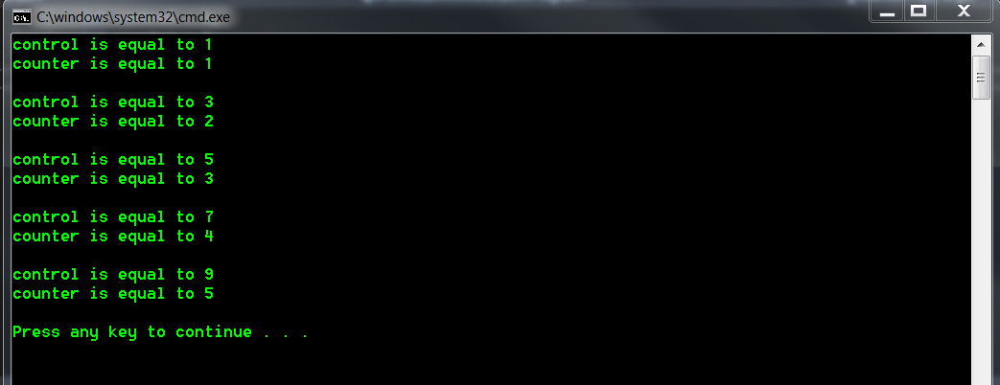 C:\windows\system32\cmd.exe
control is equal to 1
counter is equal to 1
control is equal to 3
counter is equal to 2
control is equal to 5
counter is equal to 3
control is equal to 7
counter is equal to 4
control is equal to 9
counter is equal to 5
Press any key to continue . . .